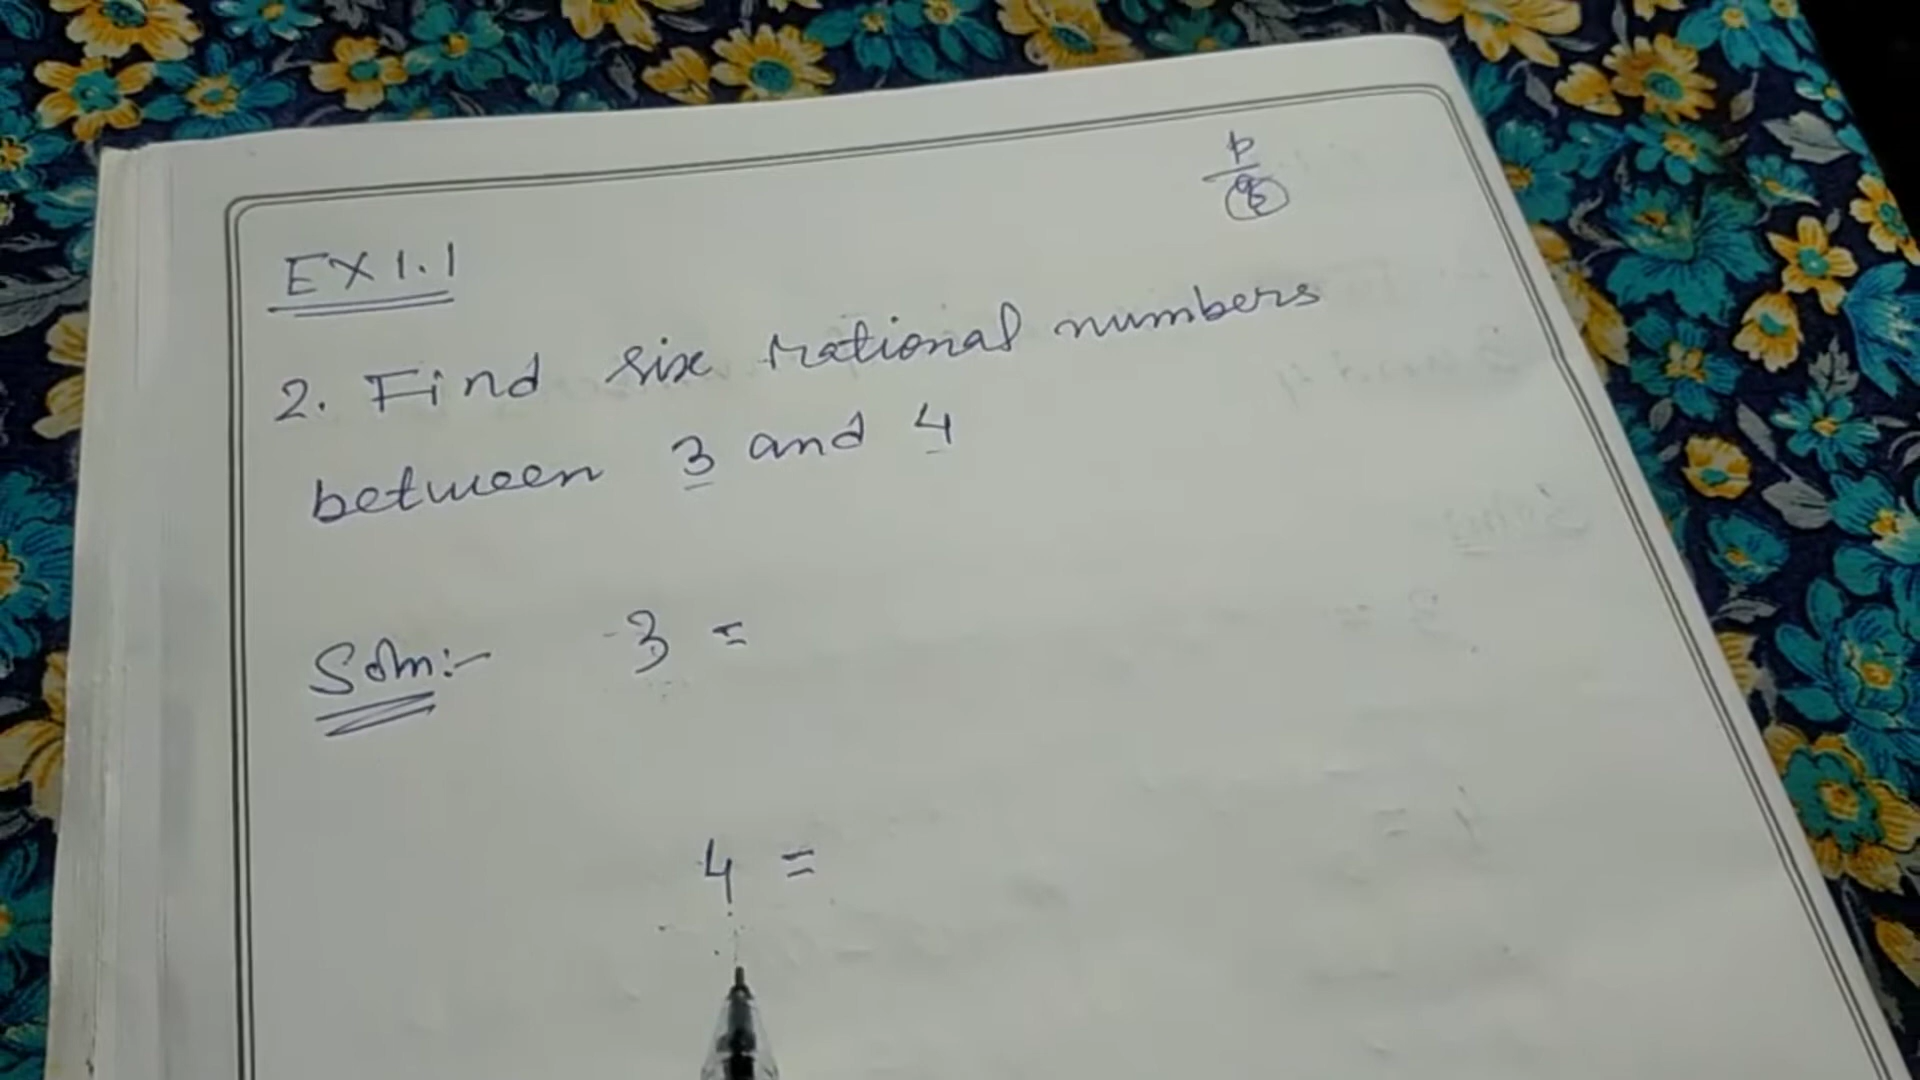 p
q
EX 1.1
2. Find six rational numbers
between 3 and 4
Soln:-
3 =
4 =